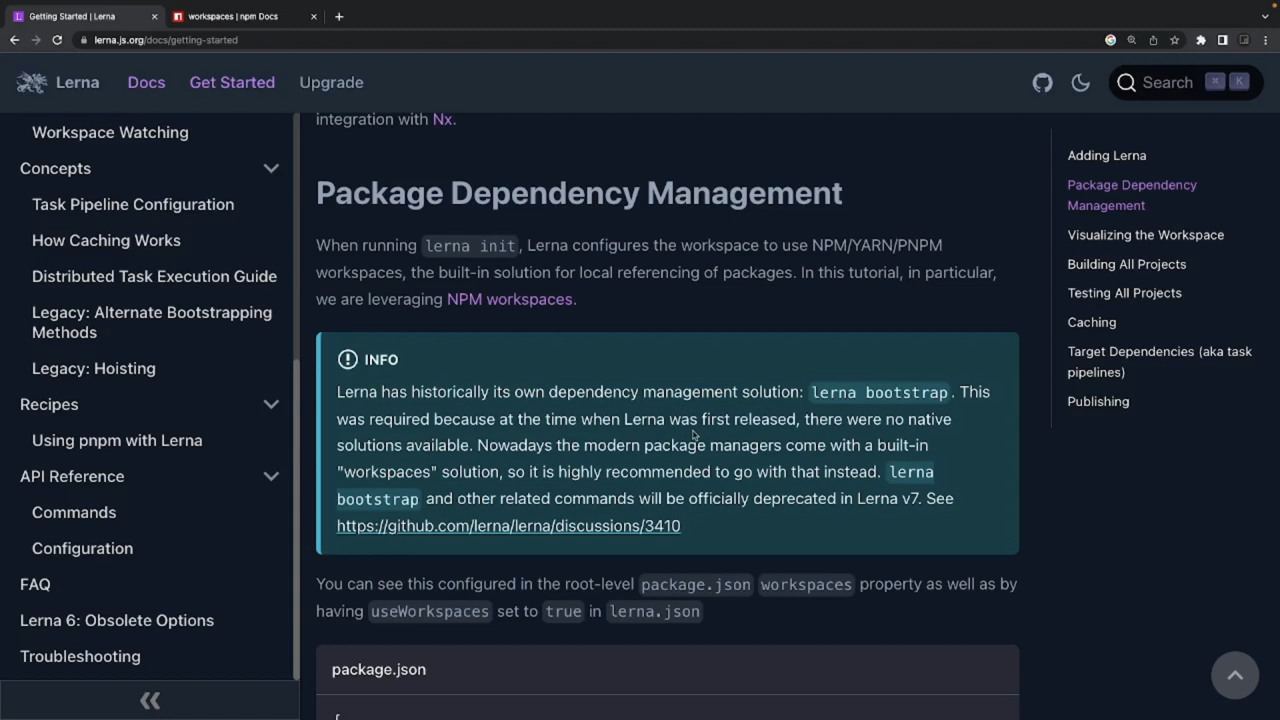 Getting Started | Lerna
workspaces | npm Docs
lerna.js.org/docs/getting-started
Lerna
Docs
Get Started
Upgrade
Search
K
Workspace Watching
Concepts
Task Pipeline Configuration
How Caching Works
Distributed Task Execution Guide
Legacy: Alternate Bootstrapping
Methods
Legacy: Hoisting
Recipes
Using pnpm with Lerna
API Reference
Commands
Configuration
FAQ
Lerna 6: Obsolete Options
Troubleshooting
integration with Nx.
Package Dependency Management
When running lerna init, Lerna configures the workspace to use NPM/YARN/PNPM
workspaces, the built-in solution for local referencing of packages. In this tutorial, in particular,
we are leveraging NPM workspaces.
INFO
Lerna has historically its own dependency management solution: lerna bootstrap. This
was required because at the time when Lerna was first released, there were no native
solutions available. Nowadays the modern package managers come with a built-in
"workspaces" solution, so it is highly recommended to go with that instead. lerna
bootstrap and other related commands will be officially deprecated in Lerna v7. See
https://github.com/lerna/lerna/discussions/3410
You can see this configured in the root-level package.json workspaces property as well as by
having useWorkspaces set to true in lerna.json
package.json
{
Adding Lerna
Package Dependency
Management
Visualizing the Workspace
Building All Projects
Testing All Projects
Caching
Target Dependencies (aka task
pipelines)
Publishing